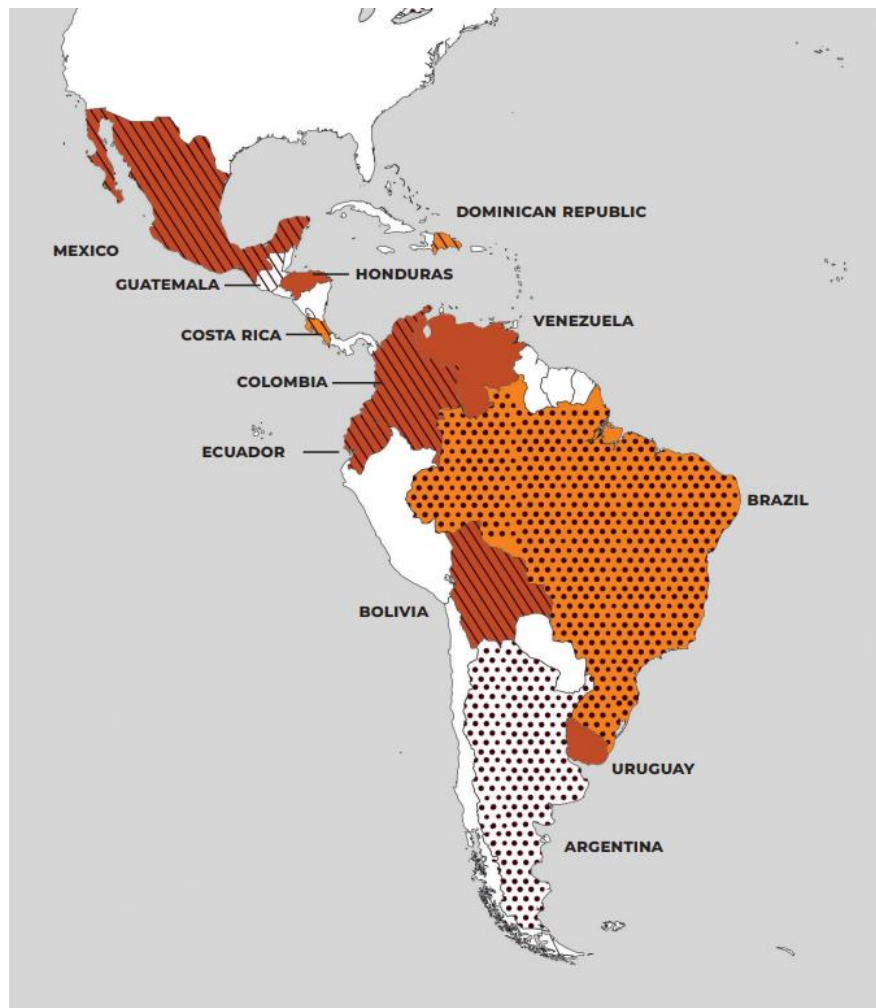 DOMINICAN REPUBLIC
MEXICO
HONDURAS
GUATEMALA
VENEZUELA
COSTA RICA
COLOMBIA
ECUADOR
BRAZIL
BOLIVIA
URUGUAY
ARGENTINA